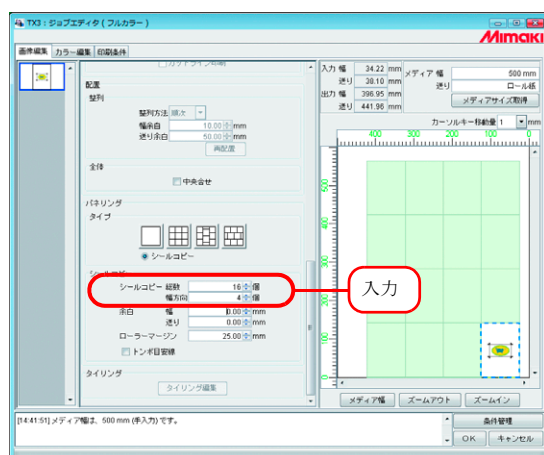 TX3：ジョブエディタ（フルカラー）
Mimaki
画像編集 カラー編集 印刷条件
カットライン印刷
配置
整列
整列方法 順次
幅余白 10.00 mm
送り余白 50.00 mm
再配置
全体
中央合せ
パネリング
タイプ
シールコピー
シールコピー
シールコピー 総数 16 個
幅方向 4 個
余白 幅 0.00 mm
送り 0.00 mm
ローラーマージン 25.00 mm
トンボ目安線
タイリング
タイリング編集
入力 幅 34.22 mm
送り 38.10 mm
出力 幅 396.95 mm
送り 441.96 mm
メディア 幅 500 mm
送り ロール紙
メディアサイズ取得
カーソルキー移動量 1 mm
400 300 200 100 0
入力
メディア幅 ズームアウト ズームイン
[14:41:51] メディア幅は、500 mm (手入力) です。
条件管理
OK キャンセル